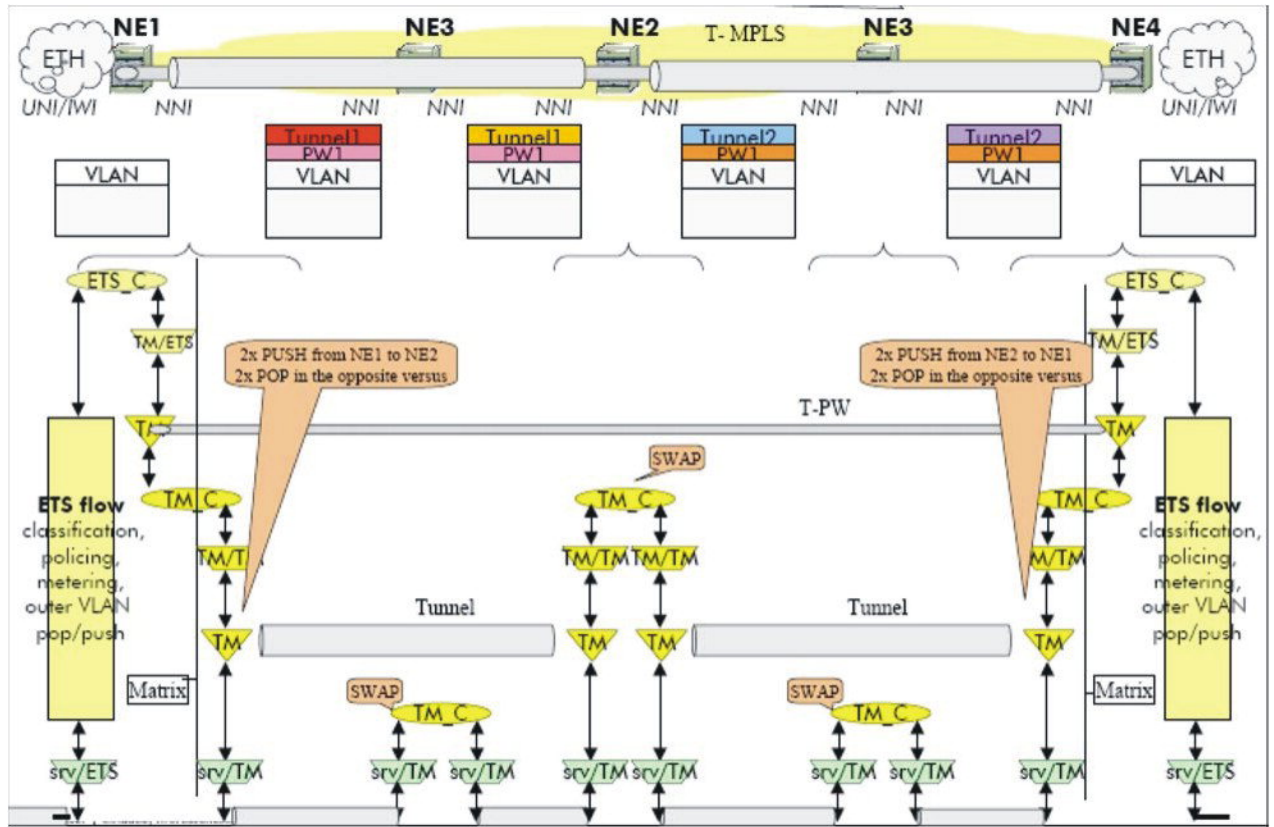 NE1
NE3
NE2
T- MPLS
NE3
NE4
ETH
ETH
UNI/IWI
NNI
NNI
NNI
NNI
NNI
NNI
NNI
NNI
UNI/IWI
Tunnel1
Tunnel1
Tunnel2
Tunnel2
PW1
PW1
PW1
PW1
VLAN
VLAN
VLAN
VLAN
VLAN
VLAN
ETS_C
ETS_C
TM/ETS
TM/ETS
2x PUSH from NE1 to NE2
2x POP in the opposite versus
2x PUSH from NE2 to NE1
2x POP in the opposite versus
T-PW
TM
TM
SWAP
TM_C
TM_C
TM_C
ETS flow
classification,
policing,
metering,
outer VLAN
pop/push
ETS flow
classification,
policing,
metering,
outer VLAN
pop/push
TM/TM
TM/TM
TM/TM
TM/TM
Tunnel
Tunnel
TM
TM
TM
TM
Matrix
SWAP
SWAP
Matrix
TM_C
TM_C
srv/ETS
srv/TM
srv/TM
srv/TM
srv/TM
srv/TM
srv/TM
srv/TM
srv/TM
srv/ETS